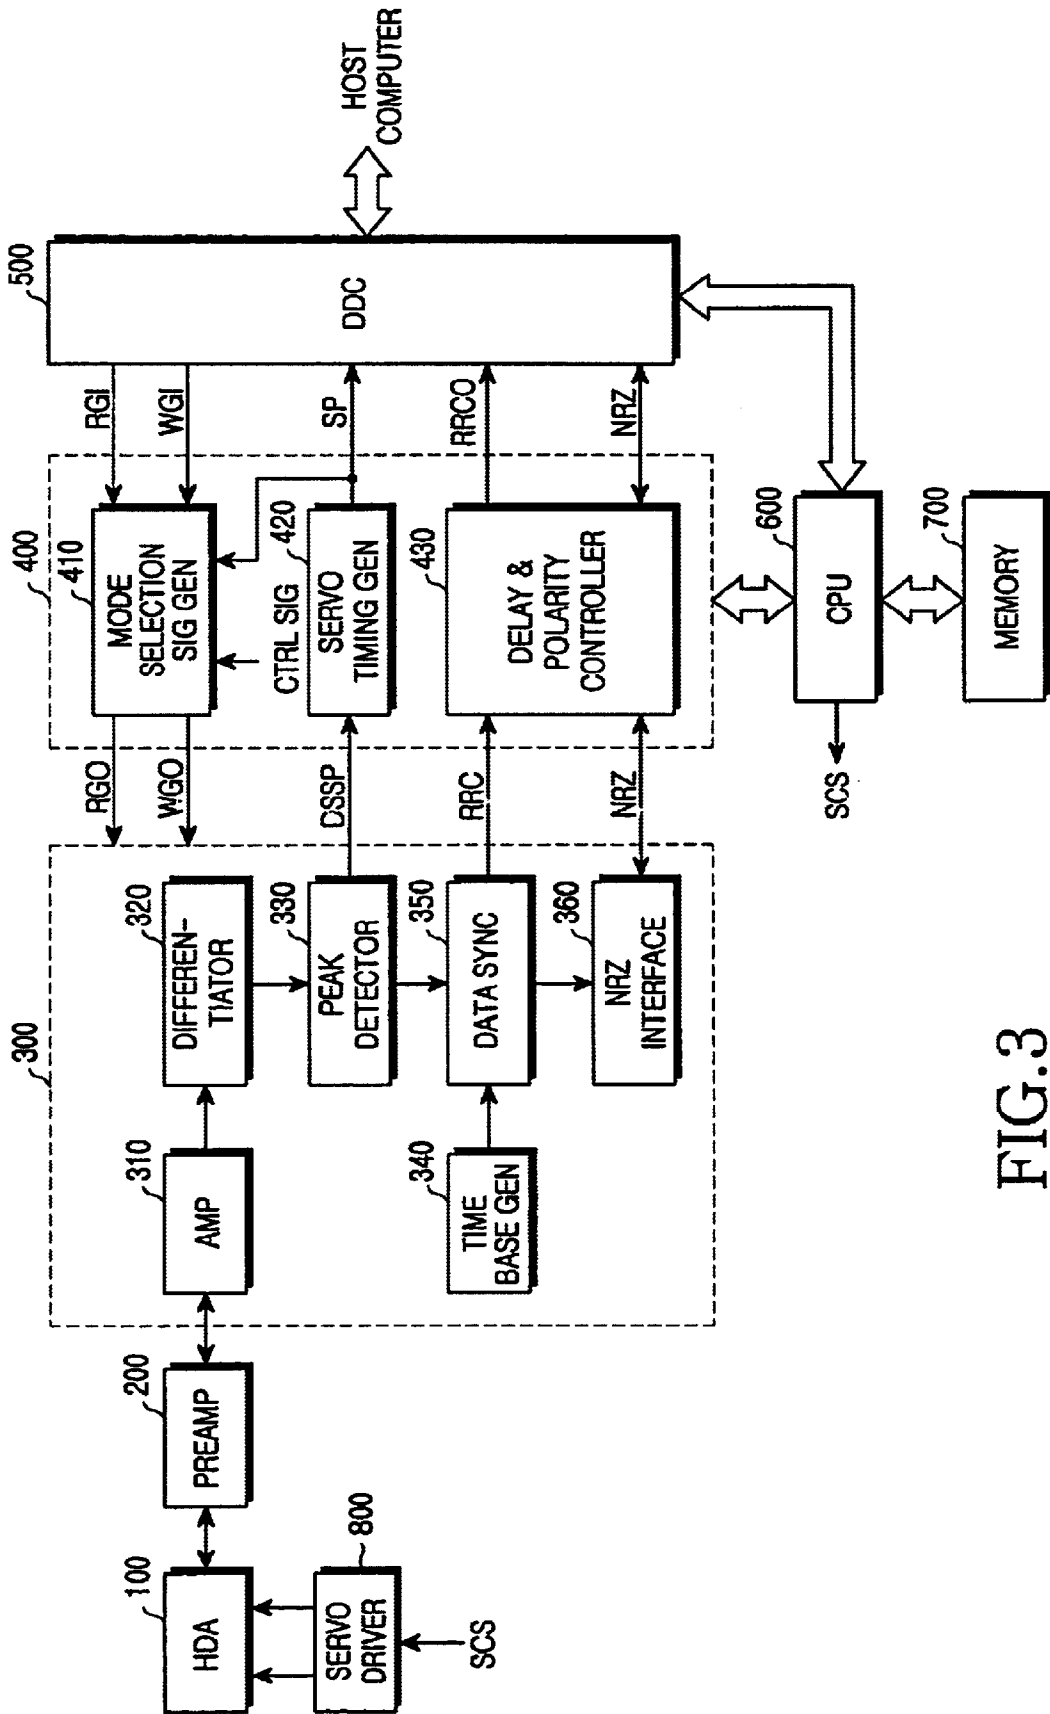 100
HDA
200
PREAMP
800
SERVO
DRIVER
SCS
300
310
AMP
320
DIFFEREN-
TIATOR
330
PEAK
DETECTOR
340
TIME
BASE GEN
350
DATA SYNC
360
NRZ
INTERFACE
RGO
WGO
DSSP
RRC
NRZ
400
410
MODE
SELECTION
SIG GEN
CTRL SIG
420
SERVO
TIMING GEN
430
DELAY &
POLARITY
CONTROLLER
RGI
WGI
SP
RRCO
NRZ
500
DDC
HOST
COMPUTER
600
CPU
SCS
700
MEMORY
FIG.3